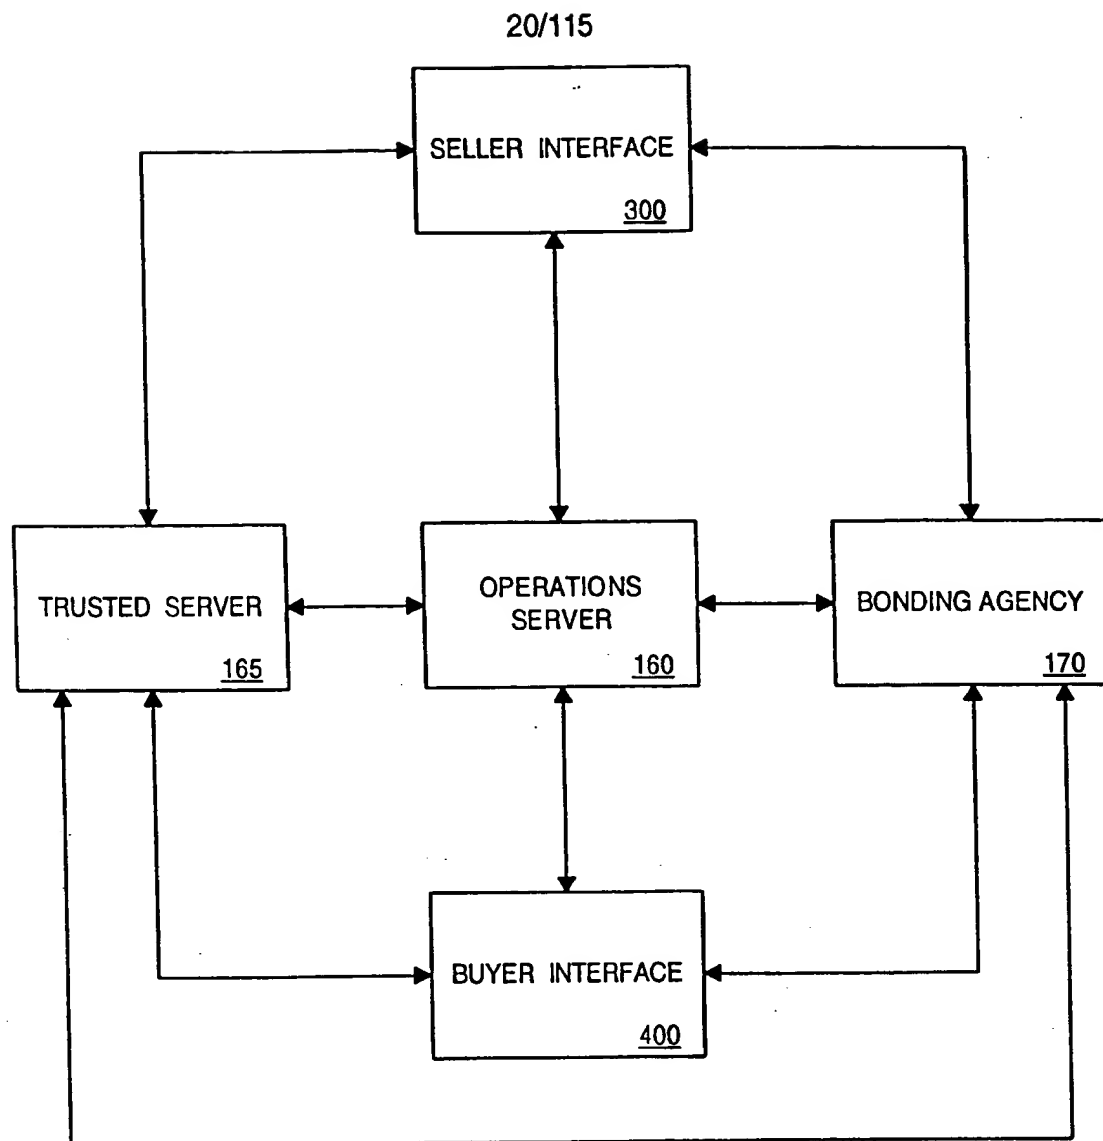 20/115
SELLER INTERFACE
300
TRUSTED SERVER
165
OPERATIONS
SERVER
160
BONDING AGENCY
170
BUYER INTERFACE
400